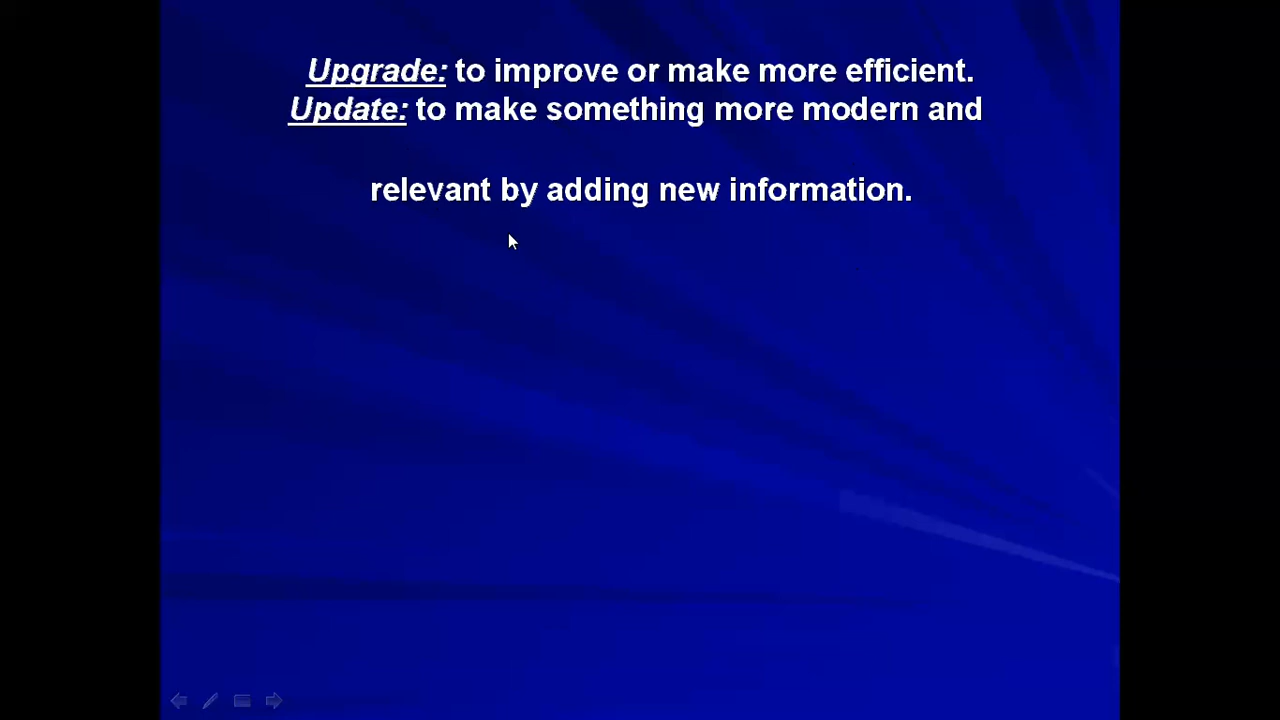 Upgrade: to improve or make more efficient.
Update: to make something more modern and
relevant by adding new information.